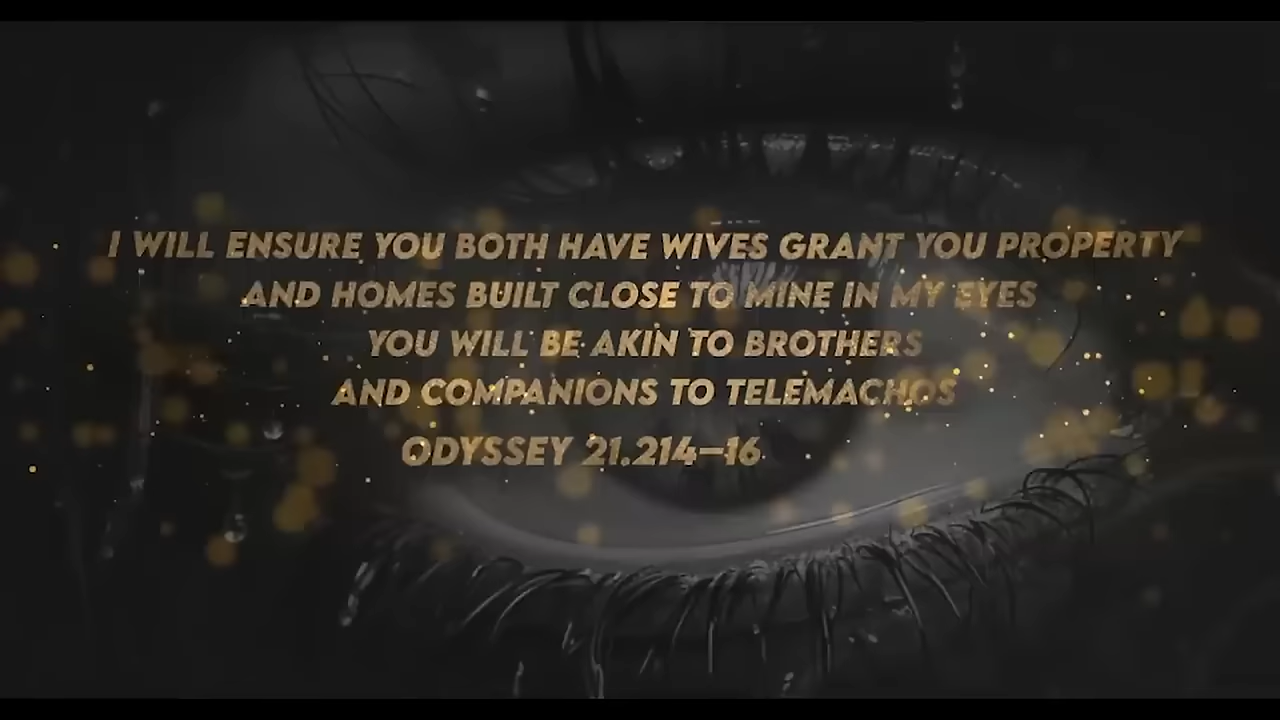 I WILL ENSURE YOU BOTH HAVE WIVES GRANT YOU PROPERTY
AND HOMES BUILT CLOSE TO MINE IN MY EYES
YOU WILL BE AKIN TO BROTHERS
AND COMPANIONS TO TELEMACHOS
ODYSSEY 21.214–16